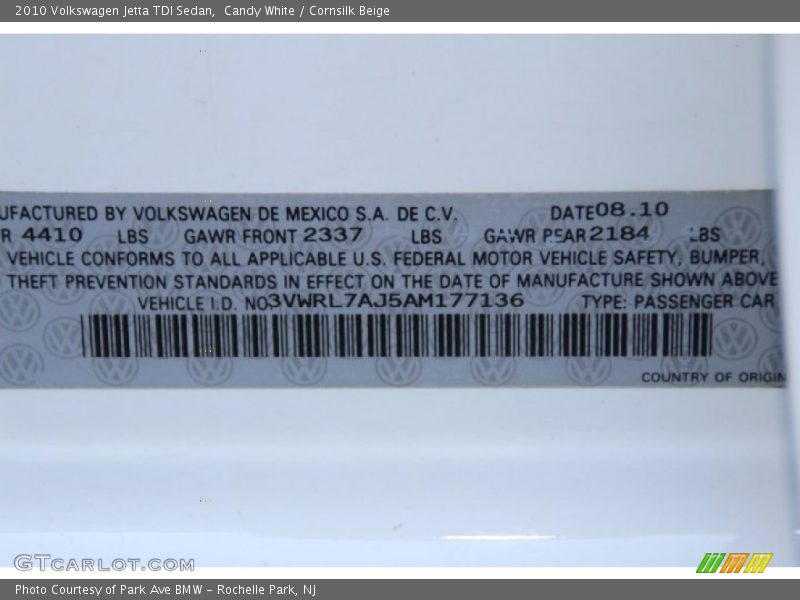 2010 Volkswagen Jetta TDI Sedan, Candy White / Cornsilk Beige
UFACTURED BY VOLKSWAGEN DE MEXICO S.A. DE C.V. DATE 08.10
R 4410 LBS GAWR FRONT 2337 LBS GAWR REAR 2184 LBS
VEHICLE CONFORMS TO ALL APPLICABLE U.S. FEDERAL MOTOR VEHICLE SAFETY, BUMPER,
THEFT PREVENTION STANDARDS IN EFFECT ON THE DATE OF MANUFACTURE SHOWN ABOVE
VEHICLE I.D. NO 3VWRL7AJ5AM177136 TYPE: PASSENGER CAR
COUNTRY OF ORIGIN
GTCARLOT.COM
Photo Courtesy of Park Ave BMW - Rochelle Park, NJ